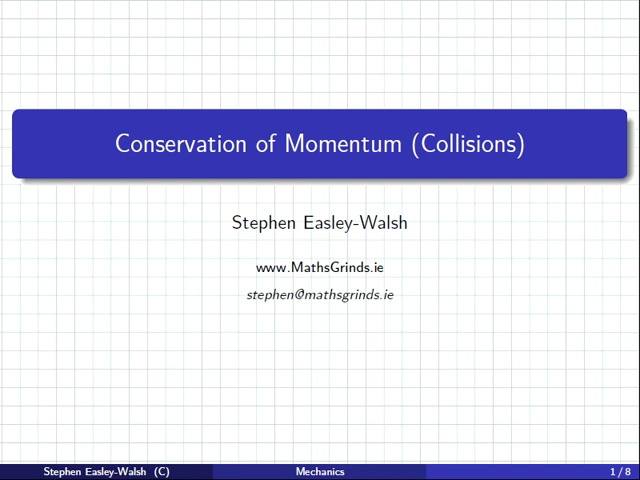 Conservation of Momentum (Collisions)
Stephen Easley-Walsh
www.MathsGrinds.ie
stephen@mathsgrinds.ie
Stephen Easley-Walsh (C)
Mechanics
1 / 8